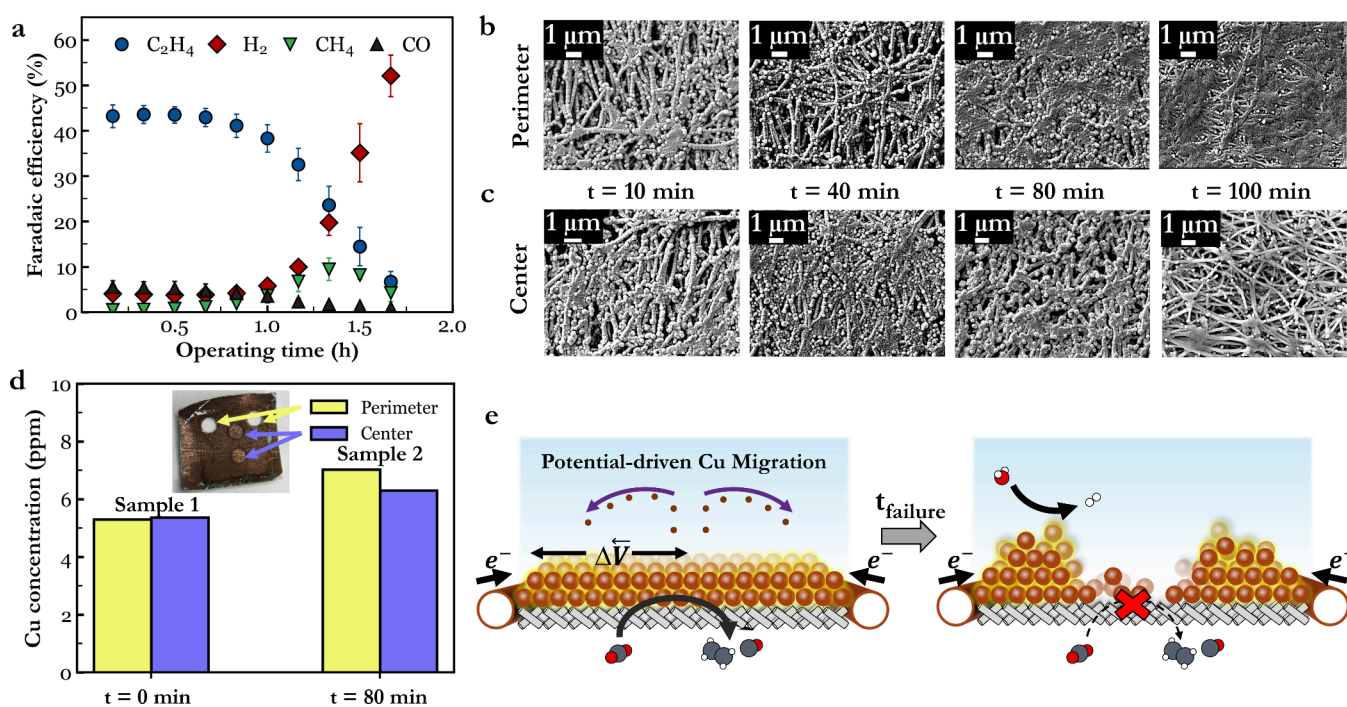 a
C₂H₄ H₂ CH₄ CO
Faradaic efficiency (%)
60
50
40
30
20
10
0
0.5 1.0 1.5 2.0
Operating time (h)
b
Perimeter
1 μm 1 μm 1 μm 1 μm
t = 10 min t = 40 min t = 80 min t = 100 min
c
Center
1 μm 1 μm 1 μm 1 μm
d
Cu concentration (ppm)
10
8
6
4
2
0
Perimeter
Center
Sample 1
Sample 2
t = 0 min t = 80 min
e
Potential-driven Cu Migration
ΔV
e⁻ e⁻
t_failure
e⁻ e⁻